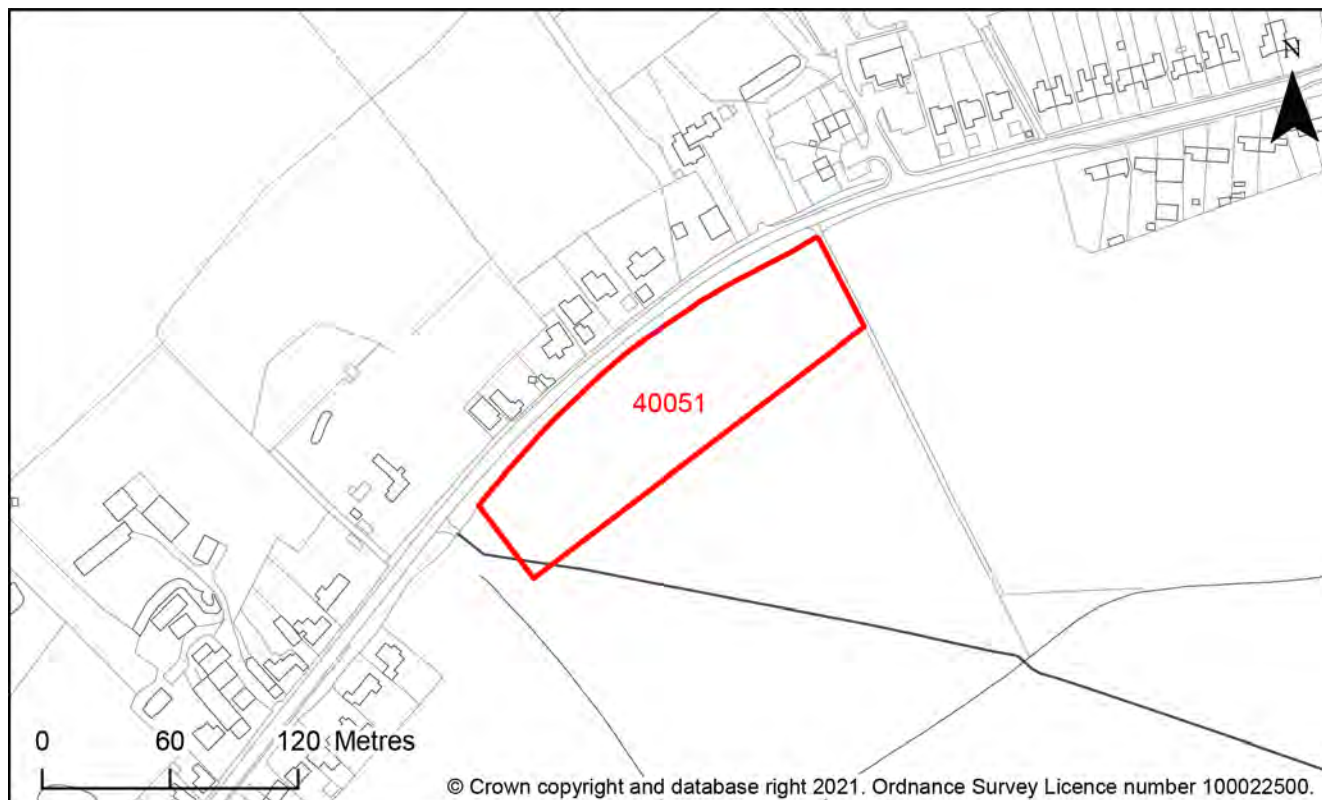 N
40051
0 60 120 Metres
© Crown copyright and database right 2021. Ordnance Survey Licence number 100022500.